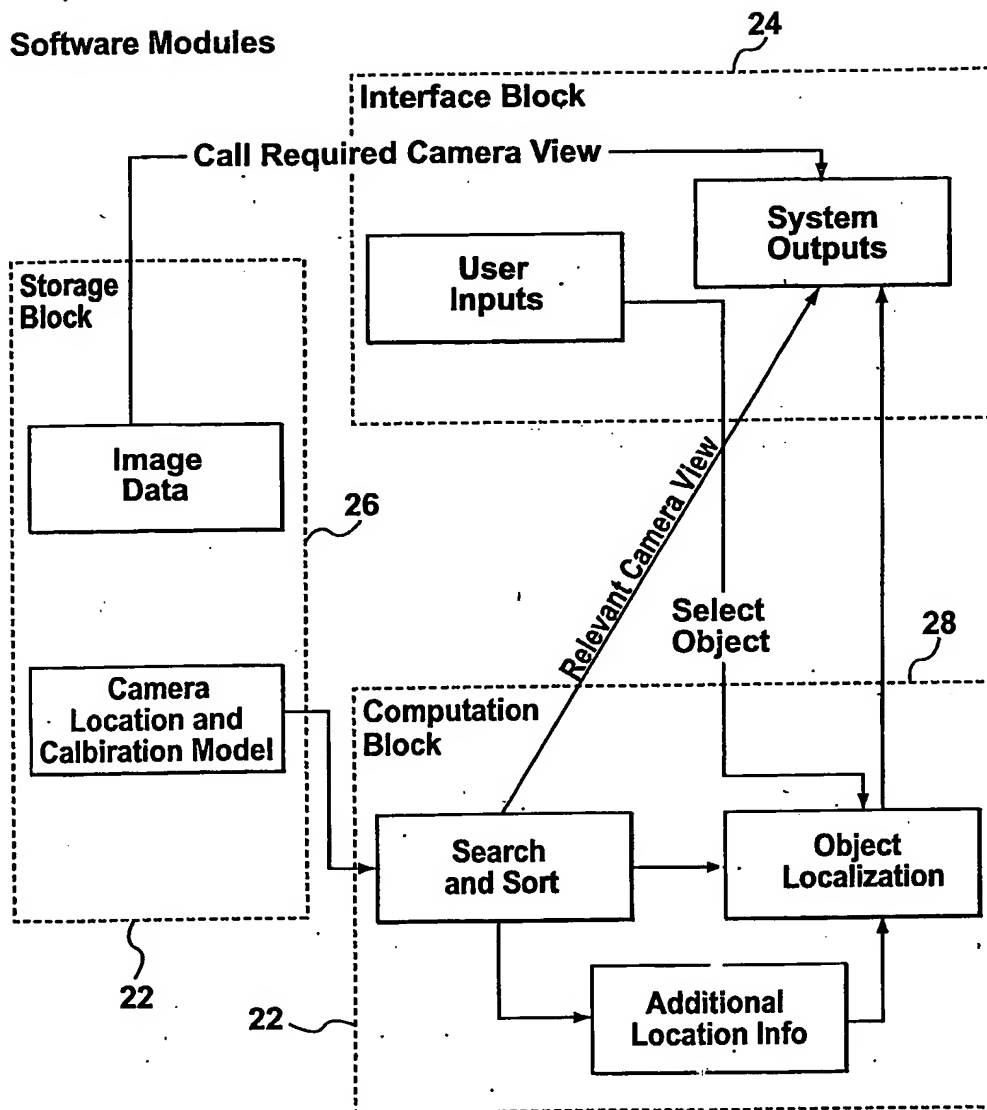 Software Modules
24
Interface Block
Call Required Camera View
System
Outputs
User
Inputs
Storage
Block
Image
Data
26
Relevant Camera View
Select
Object
28
Camera
Location and
Calbiration Model
Computation
Block
Search
and Sort
Object
Localization
22
22
Additional
Location Info